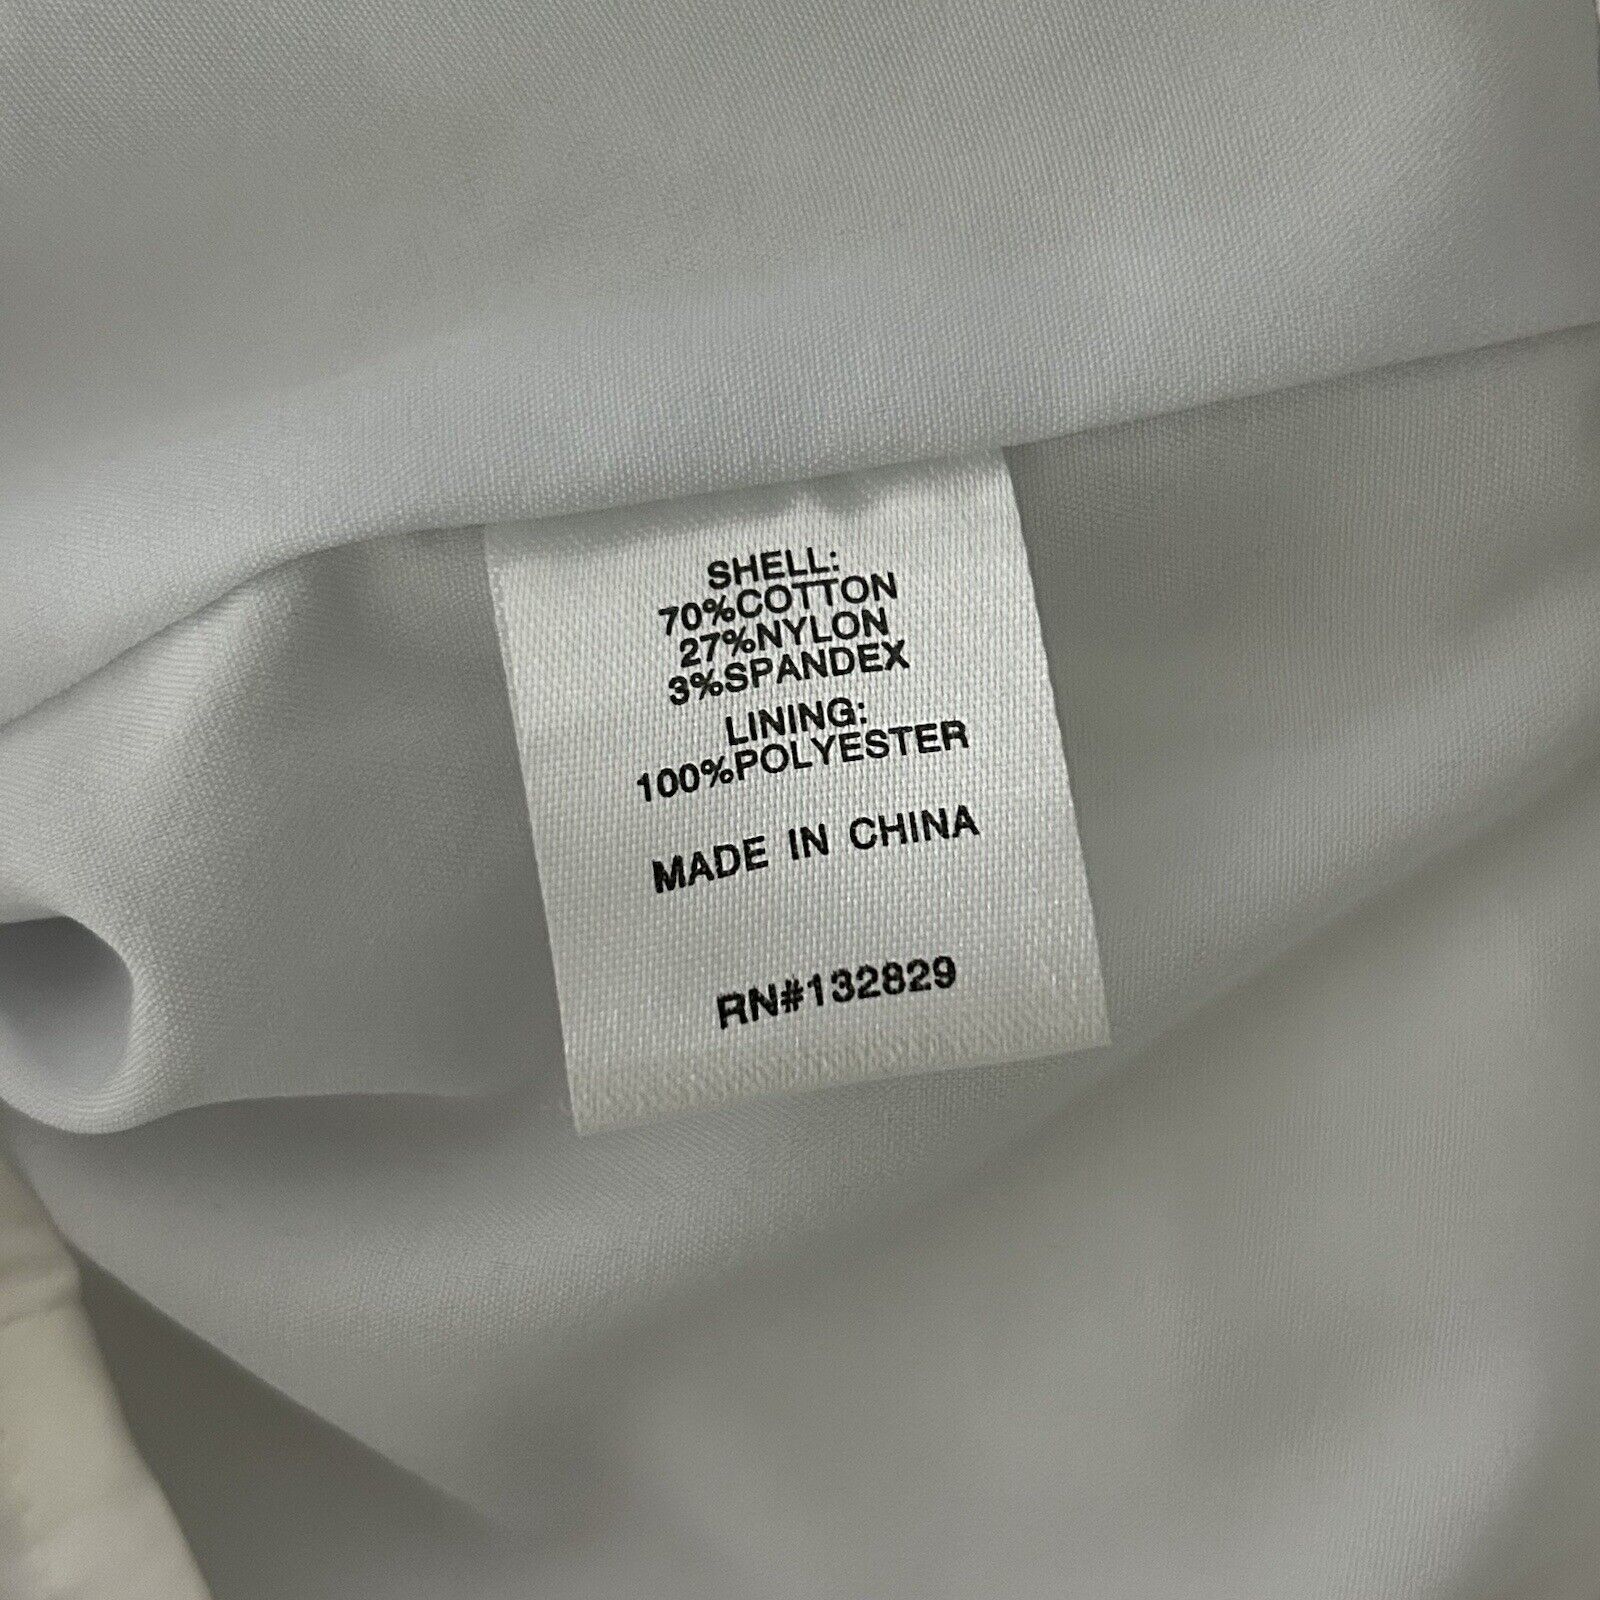 SHELL:
70%COTTON
27%NYLON
3%SPANDEX
LINING:
100%POLYESTER
MADE IN CHINA
RN#132829